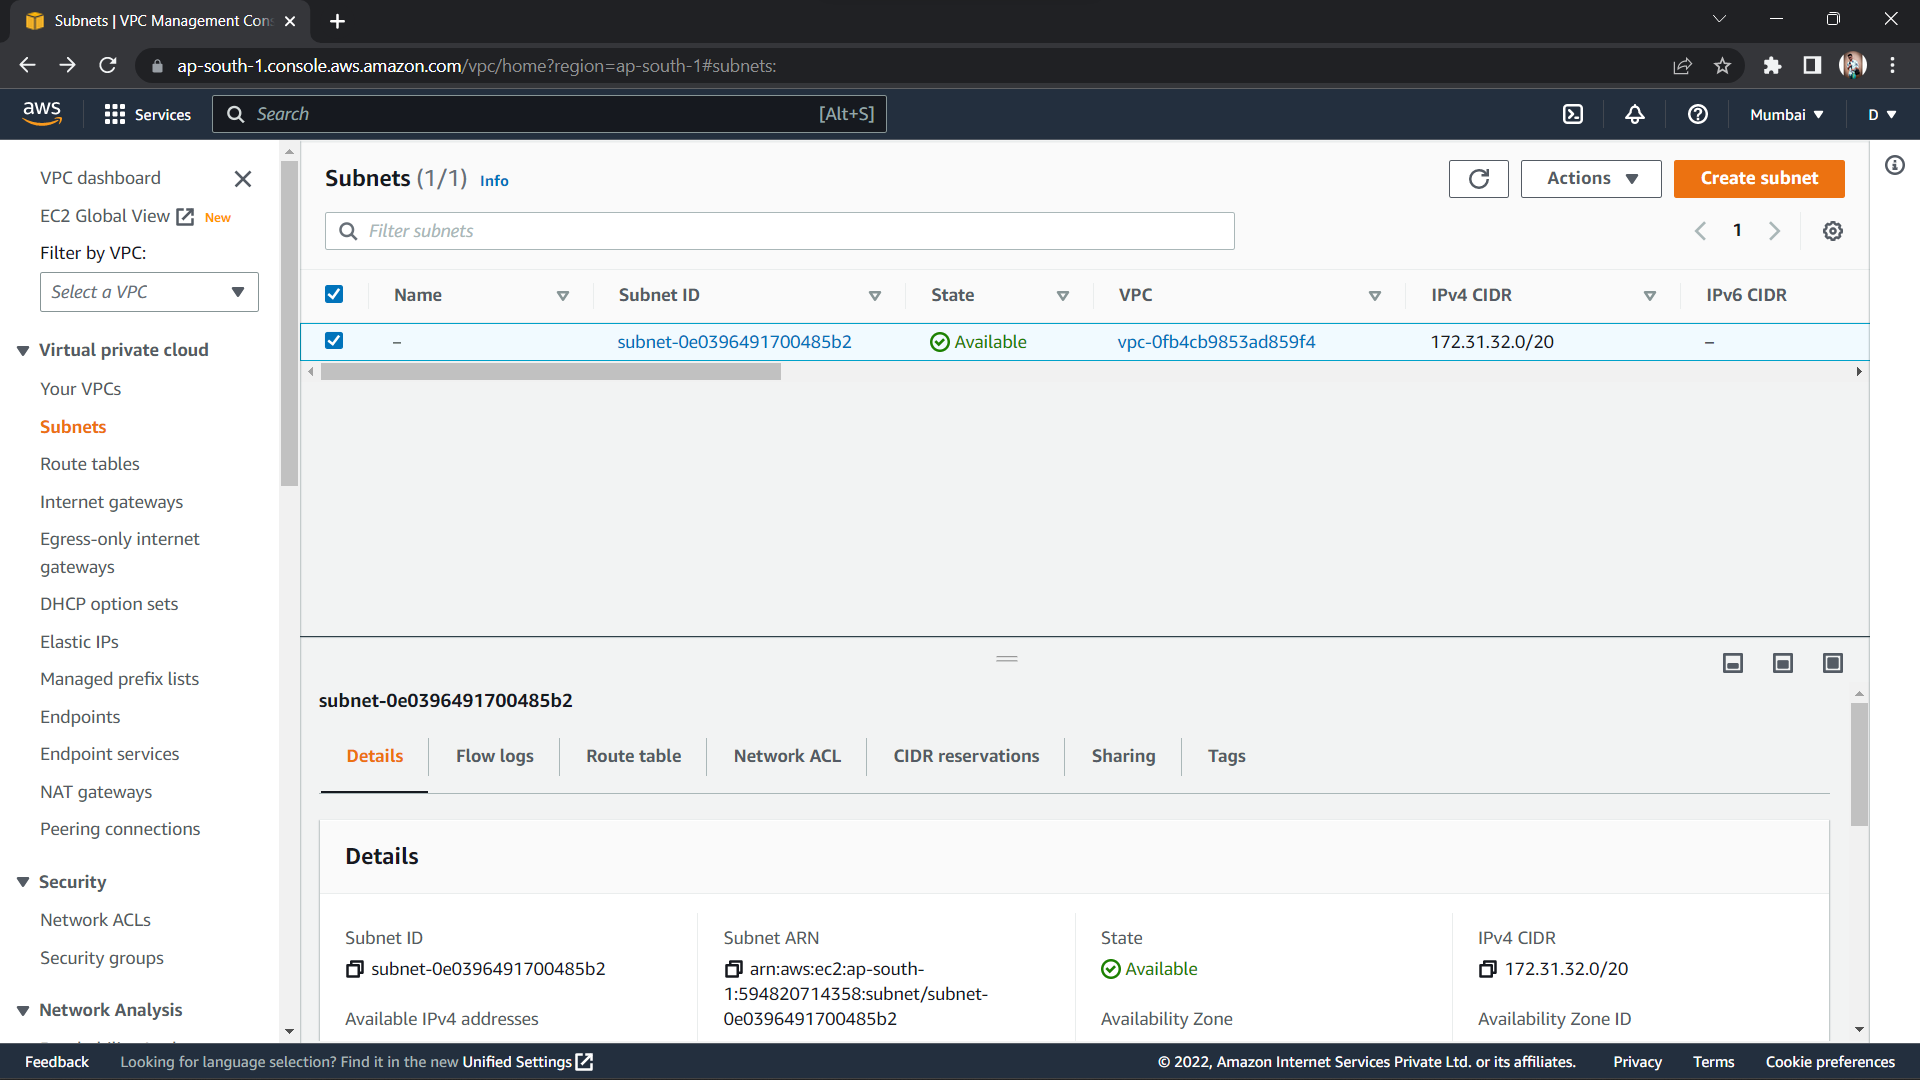 Subnets | VPC Management Con
ap-south-1.console.aws.amazon.com/vpc/home?region=ap-south-1#subnets:
aws
Services
Search
[Alt+S]
Mumbai
D
VPC dashboard
EC2 Global View
New
Filter by VPC:
Select a VPC
Virtual private cloud
Your VPCs
Subnets
Route tables
Internet gateways
Egress-only internet
gateways
DHCP option sets
Elastic IPs
Managed prefix lists
Endpoints
Endpoint services
NAT gateways
Peering connections
Security
Network ACLs
Security groups
Network Analysis
Subnets (1/1) Info
Actions
Create subnet
Filter subnets
1
Name
Subnet ID
State
VPC
IPv4 CIDR
IPv6 CIDR
–
subnet-0e0396491700485b2
Available
vpc-0fb4cb9853ad859f4
172.31.32.0/20
–
subnet-0e0396491700485b2
Details
Flow logs
Route table
Network ACL
CIDR reservations
Sharing
Tags
Details
Subnet ID
subnet-0e0396491700485b2
Available IPv4 addresses
Subnet ARN
arn:aws:ec2:ap-south-
1:594820714358:subnet/subnet-
0e0396491700485b2
State
Available
Availability Zone
IPv4 CIDR
172.31.32.0/20
Availability Zone ID
Feedback
Looking for language selection? Find it in the new Unified Settings
© 2022, Amazon Internet Services Private Ltd. or its affiliates.
Privacy
Terms
Cookie preferences